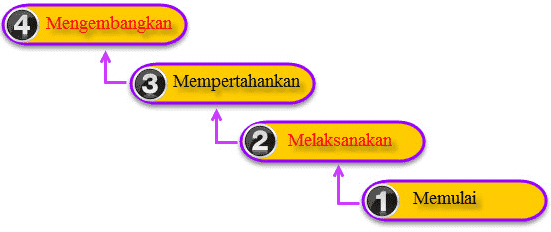 4 Mengembangkan
3 Mempertahankan
2 Melaksanakan
1 Memulai